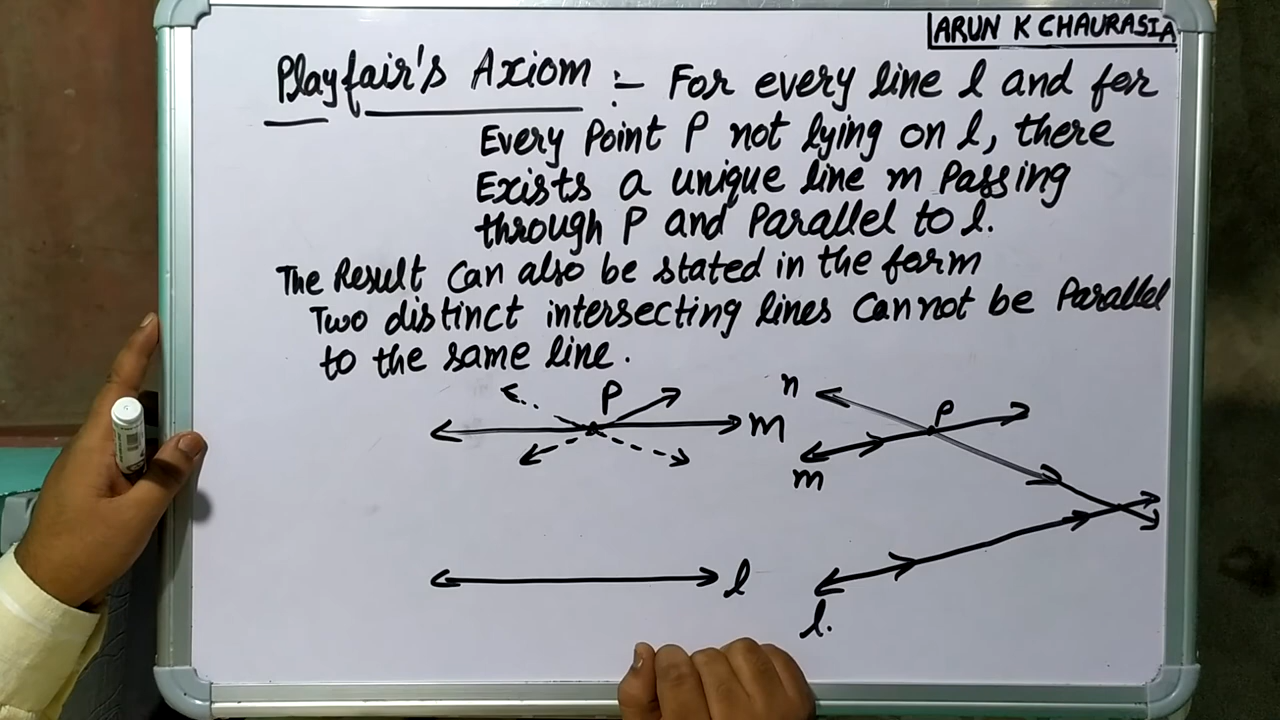 ARUN K CHAURASIA
Playfair's Axiom :- For every line l and for
Every Point P not lying on l, there
Exists a unique line m Passing
through P and Parallel to l.
The Result Can also be stated in the form
Two distinct intersecting lines Cannot be Parallel
to the same line.
P
m
l
n
P
m
l.